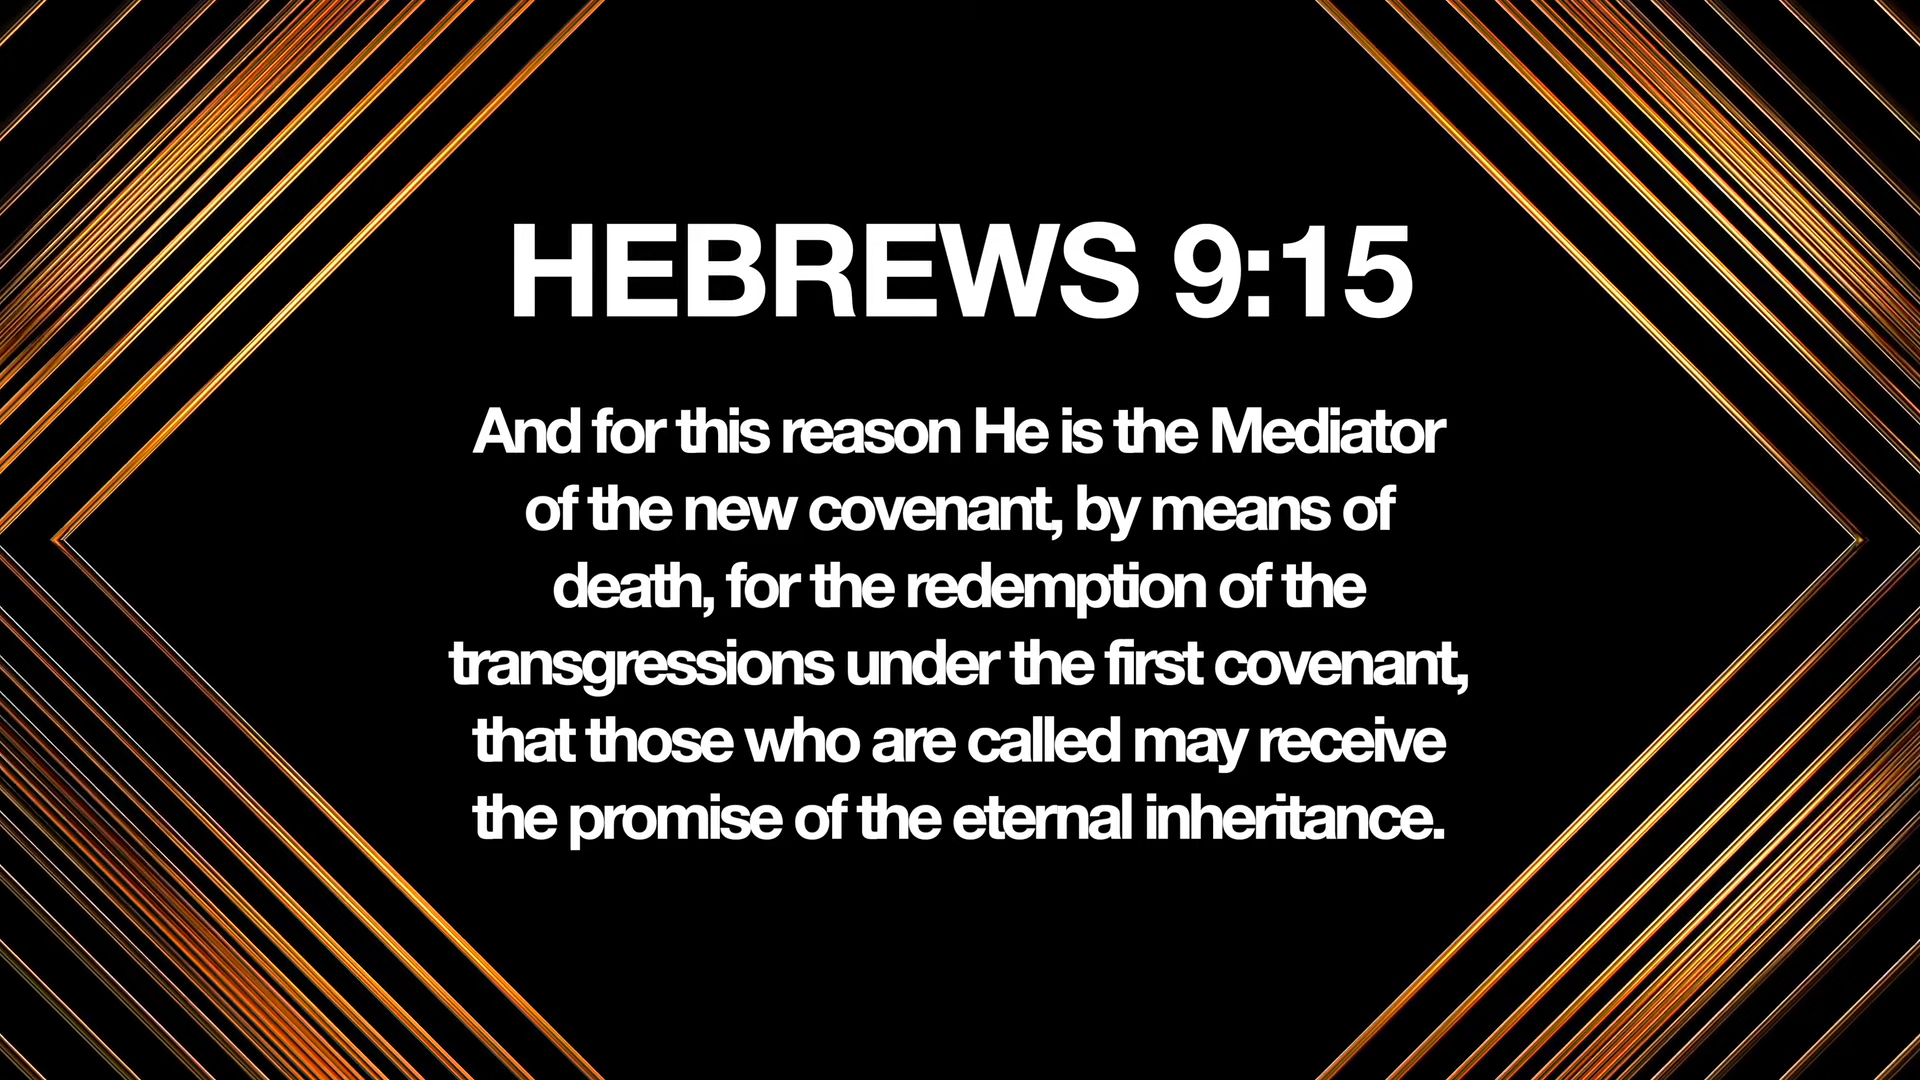 HEBREWS 9:15
And for this reason He is the Mediator
of the new covenant, by means of
death, for the redemption of the
transgressions under the first covenant,
that those who are called may receive
the promise of the eternal inheritance.